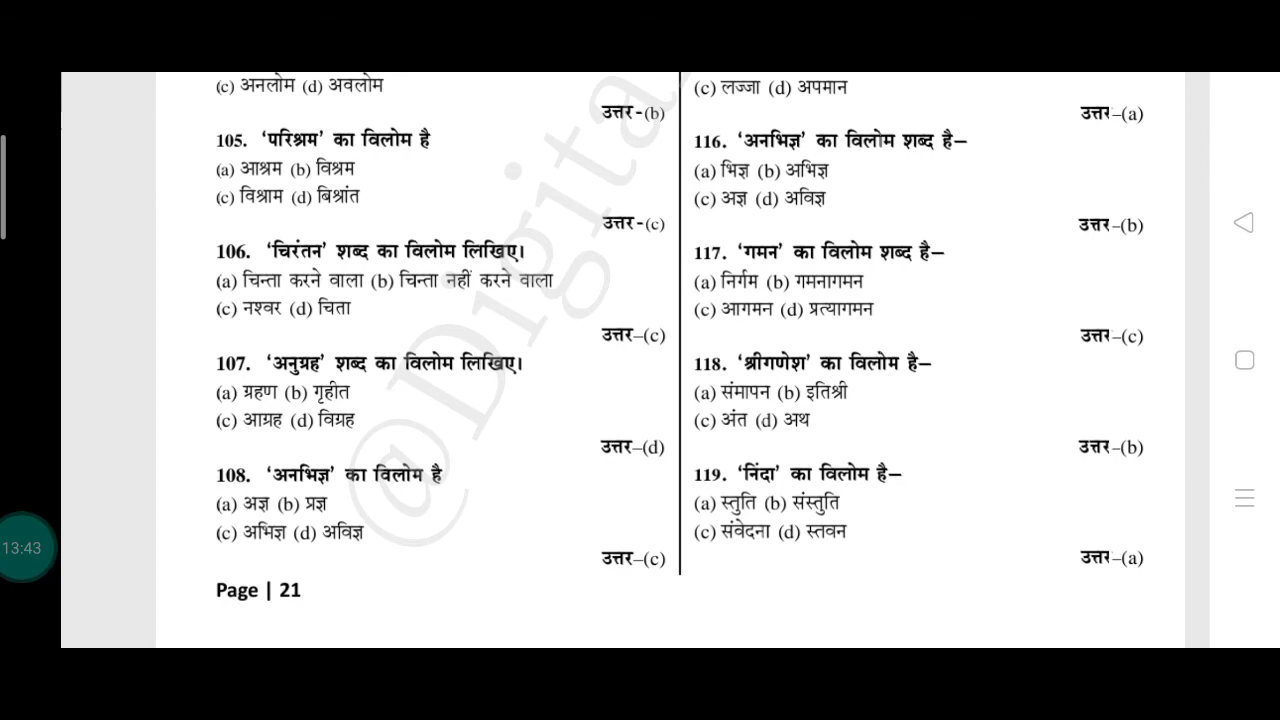 (c) अनलोम (d) अवलोम
उत्तर-(b)
105. ‘परिश्रम’ का विलोम है
(a) आश्रम (b) विश्रम
(c) विश्राम (d) बिश्रांत
उत्तर-(c)
106. ‘चिरंतन’ शब्द का विलोम लिखिए।
(a) चिन्ता करने वाला (b) चिन्ता नहीं करने वाला
(c) नश्वर (d) चिता
उत्तर–(c)
107. ‘अनुग्रह’ शब्द का विलोम लिखिए।
(a) ग्रहण (b) गृहीत
(c) आग्रह (d) विग्रह
उत्तर–(d)
108. ‘अनभिज्ञ’ का विलोम है
(a) अज्ञ (b) प्रज्ञ
(c) अभिज्ञ (d) अविज्ञ
उत्तर–(c)
Page | 21
(c) लज्जा (d) अपमान
उत्तर–(a)
116. ‘अनभिज्ञ’ का विलोम शब्द है–
(a) भिज्ञ (b) अभिज्ञ
(c) अज्ञ (d) अविज्ञ
उत्तर–(b)
117. ‘गमन’ का विलोम शब्द है–
(a) निर्गम (b) गमनागमन
(c) आगमन (d) प्रत्यागमन
उत्तर–(c)
118. ‘श्रीगणेश’ का विलोम है–
(a) संमापन (b) इतिश्री
(c) अंत (d) अथ
उत्तर–(b)
119. ‘निंदा’ का विलोम है–
(a) स्तुति (b) संस्तुति
(c) संवेदना (d) स्तवन
उत्तर–(a)
@Digita
13:43